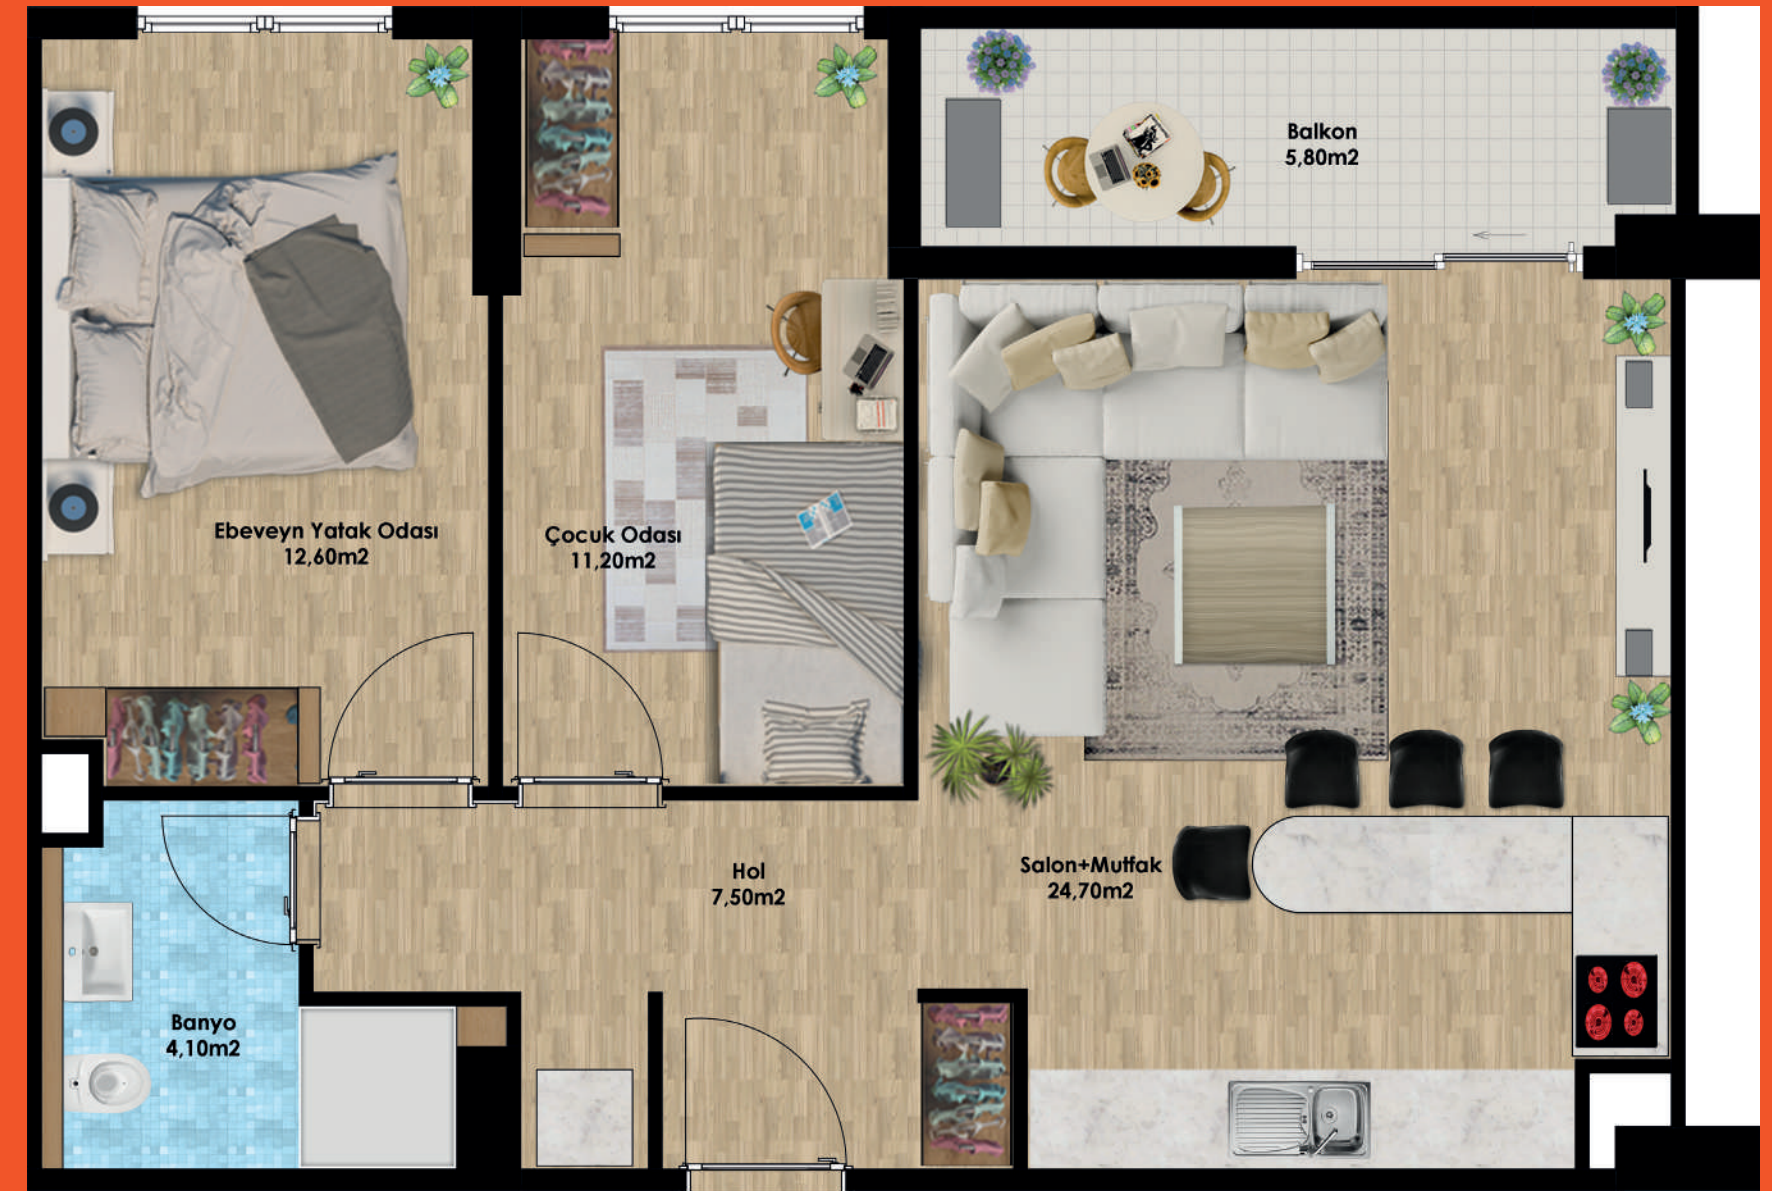 Balkon
5,80m2
Ebeveyn Yatak Odası
12,60m2
Çocuk Odası
11,20m2
Hol
7,50m2
Salon+Mutfak
24,70m2
Banyo
4,10m2